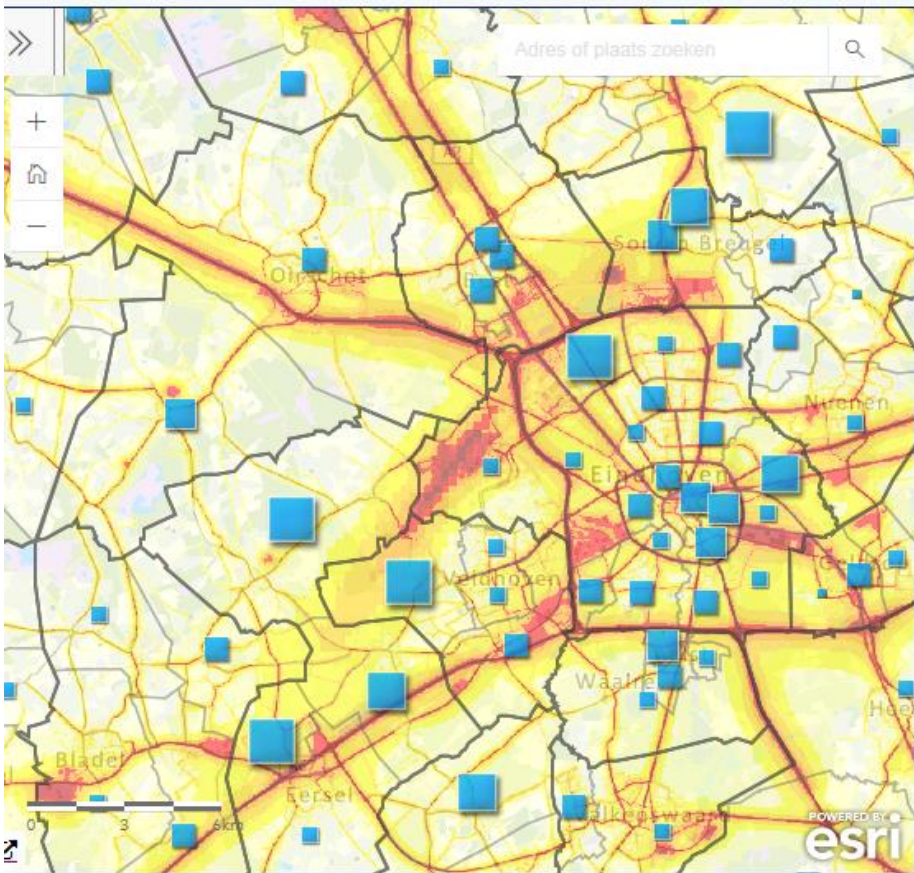 Adres of plaats zoeken
Oirschot
Son en Breugel
Nuenen
Eindhoven
Veldhoven
Waalre
Bladel
Eersel
Valkenswaard
0 3 6km
POWERED BY
esri